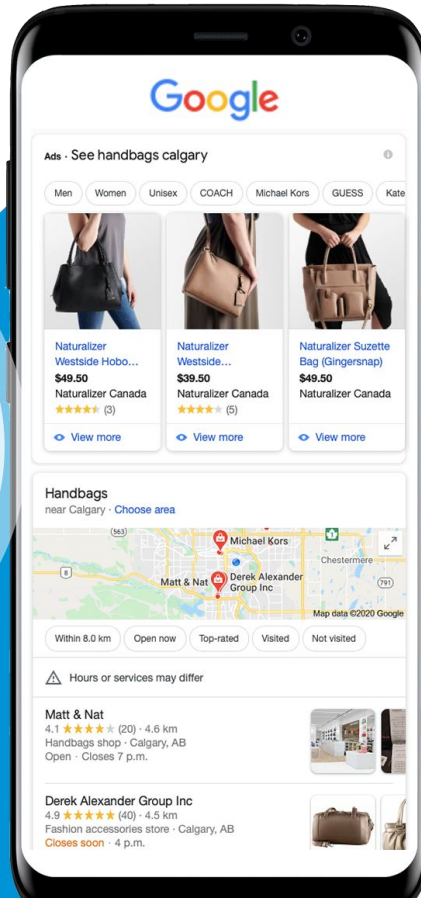 Google
Ads · See handbags calgary
Men Women Unisex COACH Michael Kors GUESS Kate
Naturalizer Westside Hobo...
$49.50
Naturalizer Canada
(3)
View more
Naturalizer Westside...
$39.50
Naturalizer Canada
(5)
View more
Naturalizer Suzette Bag (Gingersnap)
$49.50
Naturalizer Canada
View more
Handbags
near Calgary · Choose area
563
1
Michael Kors
Chestermere
8
Matt & Nat
Derek Alexander Group Inc
791
Map data ©2020 Google
Within 8.0 km Open now Top-rated Visited Not visited
Hours or services may differ
Matt & Nat
4.1 (20) · 4.6 km
Handbags shop · Calgary, AB
Open · Closes 7 p.m.
Derek Alexander Group Inc
4.9 (40) · 4.5 km
Fashion accessories store · Calgary, AB
Closes soon · 4 p.m.